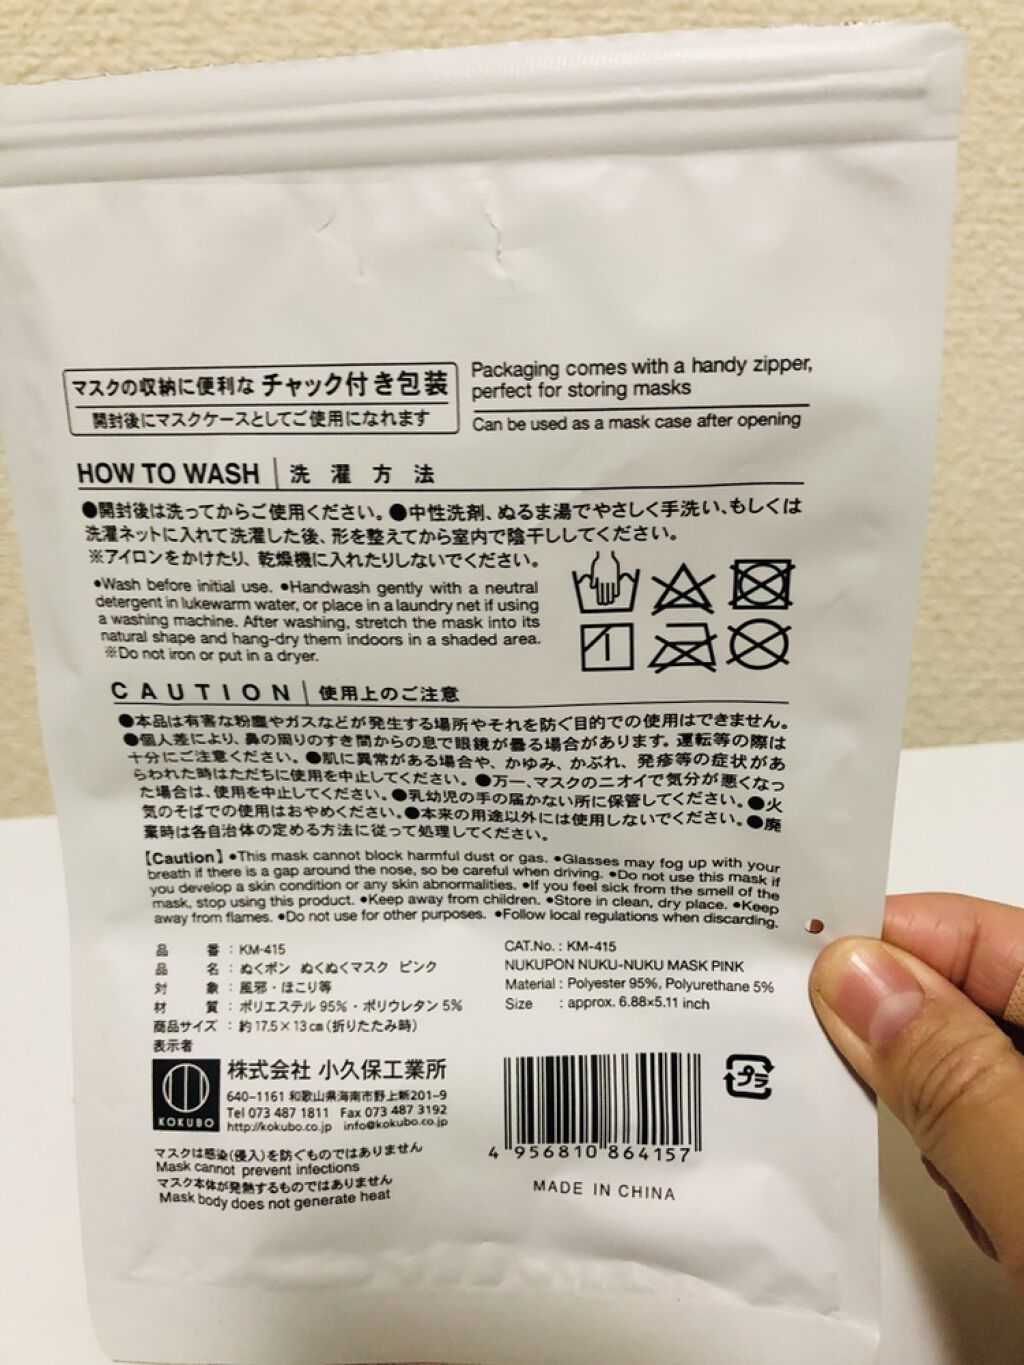 マスクの収納に便利な チャック付き包装
開封後にマスクケースとしてご使用になれます
Packaging comes with a handy zipper,
perfect for storing masks
Can be used as a mask case after opening
HOW TO WASH 洗濯方法
●開封後は洗ってからご使用ください。●中性洗剤、ぬるま湯でやさしく手洗い、もしくは
洗濯ネットに入れて洗濯した後、形を整えてから室内で陰干ししてください。
※アイロンをかけたり、乾燥機に入れたりしないでください。
●Wash before initial use. ●Handwash gently with a neutral
detergent in lukewarm water, or place in a laundry net if using
a washing machine. After washing, stretch the mask into its
natural shape and hang-dry them indoors in a shaded area.
※Do not iron or put in a dryer.
CAUTION 使用上のご注意
●本品は有害な粉塵やガスなどが発生する場所やそれを防ぐ目的での使用はできません。
●個人差により、鼻の周りのすき間からの息で眼鏡が曇る場合があります。運転等の際は
十分にご注意ください。●肌に異常がある場合や、かゆみ、かぶれ、発疹等の症状があ
らわれた時はただちに使用を中止してください。●万一、マスクのニオイで気分が悪くなっ
た場合は、使用を中止してください。●乳幼児の手の届かない所に保管してください。●火
気のそばでの使用はおやめください。●本来の用途以外には使用しないでください。●廃
棄時は各自治体の定める方法に従って処理してください。
【Caution】●This mask cannot block harmful dust or gas. ●Glasses may fog up with your
breath if there is a gap around the nose, so be careful when driving. ●Do not use this mask if
you develop a skin condition or any skin abnormalities. ●If you feel sick from the smell of the
mask, stop using this product. ●Keep away from children. ●Store in clean, dry place. ●Keep
away from flames. ●Do not use for other purposes. ●Follow local regulations when discarding.
品番：KM-415
品名：ぬくポン ぬくぬくマスク ピンク
対象：風邪・ほこり等
材質：ポリエステル95%・ポリウレタン5%
商品サイズ：約17.5×13㎝(折りたたみ時)
表示者
CAT.No.：KM-415
NUKUPON NUKU-NUKU MASK PINK
Material：Polyester 95%, Polyurethane 5%
Size：approx. 6.88×5.11 inch
KOKUBO
株式会社 小久保工業所
640-1161 和歌山県海南市野上新201-9
Tel 073 487 1811 Fax 073 487 3192
http://kokubo.co.jp info@kokubo.co.jp
マスクは感染(侵入)を防ぐものではありません
Mask cannot prevent infections
マスク本体が発熱するものではありません
Mask body does not generate heat
4 956810 864157
MADE IN CHINA
プラ